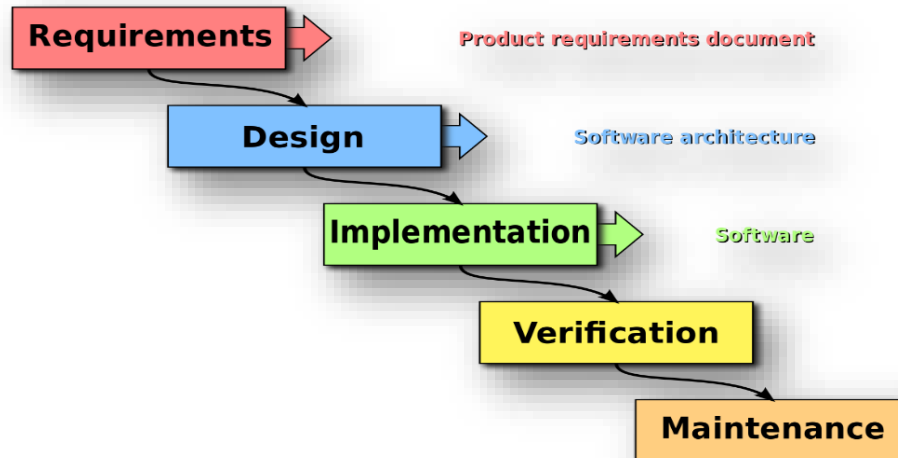 Requirements
Product requirements document
Design
Software architecture
Implementation
Software
Verification
Maintenance